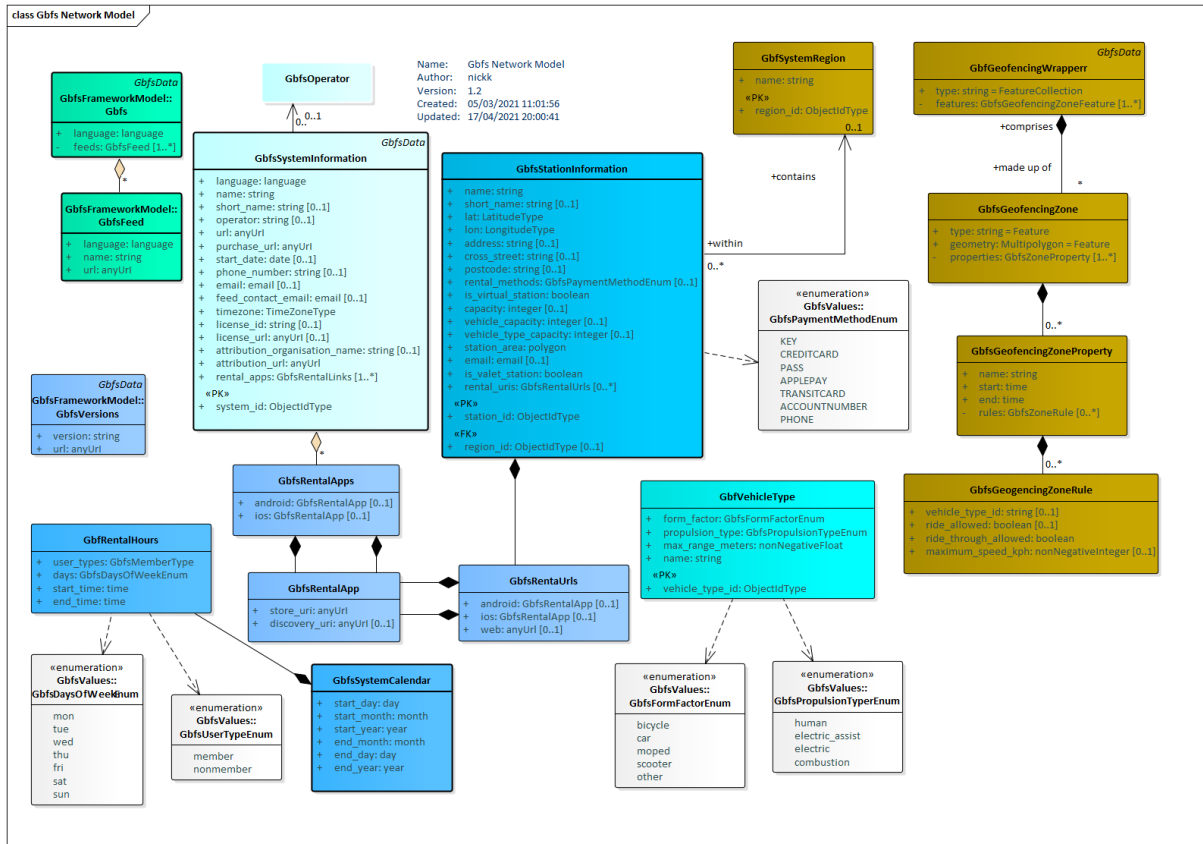 class Gbfs Network Model
GbfsData
GbfsFrameworkModel::
Gbfs
+ language: language
- feeds: GbfsFeed [1..*]
*
GbfsFrameworkModel::
GbfsFeed
+ language: language
+ name: string
+ url: anyUrl
GbfsData
GbfsFrameworkModel::
GbfsVersions
+ version: string
+ url: anyUrl
GbfsOperator
0..1
0..
Name: Gbfs Network Model
Author: nickk
Version: 1.2
Created: 05/03/2021 11:01:56
Updated: 17/04/2021 20:00:41
GbfsData
GbfsSystemInformation
+ language: language
+ name: string
+ short_name: string [0..1]
+ operator: string [0..1]
+ url: anyUrl
+ purchase_url: anyUrl
+ start_date: date [0..1]
+ phone_number: string [0..1]
+ email: email [0..1]
+ feed_contact_email: email [0..1]
+ timezone: TimeZoneType
+ license_id: string [0..1]
+ license_url: anyUrl [0..1]
+ attribution_organisation_name: string [0..1]
+ attribution_url: anyUrl
+ rental_apps: GbfsRentalLinks [1..*]
«PK»
+ system_id: ObjectIdType
*
GbfsStationInformation
+ name: string
+ short_name: string [0..1]
+ lat: LatitudeType
+ lon: LongitudeType
+ address: string [0..1]
+ cross_street: string [0..1]
+ postcode: string [0..1]
+ rental_methods: GbfsPaymentMethodEnum [0..1]
+ is_virtual_station: boolean
+ capacity: integer [0..1]
+ vehicle_capacity: integer [0..1]
+ vehicle_type_capacity: integer [0..1]
+ station_area: polygon
+ email: email [0..1]
+ is_valet_station: boolean
+ rental_uris: GbfsRentalUrls [0..*]
«PK»
+ station_id: ObjectIdType
«FK»
+ region_id: ObjectIdType [0..1]
GbfSystemRegion
+ name: string
«PK»
+ region_id: ObjectIdType
0..1
+contains
+within
0..*
GbfsData
GbfGeofencingWrapperr
+ type: string = FeatureCollection
- features: GbfsGeofencingZoneFeature [1..*]
+comprises
+made up of
*
GbfsGeofencingZone
+ type: string = Feature
+ geometry: Multipolygon = Feature
- properties: GbfsZoneProperty [1..*]
0..*
GbfsGeofencingZoneProperty
+ name: string
+ start: time
+ end: time
- rules: GbfsZoneRule [0..*]
0..*
GbfsGeogencingZoneRule
+ vehicle_type_id: string [0..1]
+ ride_allowed: boolean [0..1]
+ ride_through_allowed: boolean
+ maximum_speed_kph: nonNegativeInteger [0..1]
«enumeration»
GbfsValues::
GbfsPaymentMethodEnum
KEY
CREDITCARD
PASS
APPLEPAY
TRANSITCARD
ACCOUNTNUMBER
PHONE
GbfsRentalApps
+ android: GbfsRentalApp [0..1]
+ ios: GbfsRentalApp [0..1]
GbfsRentalApp
+ store_uri: anyUrl
+ discovery_uri: anyUrl [0..1]
GbfsRentaUrls
+ android: GbfsRentalApp [0..1]
+ ios: GbfsRentalApp [0..1]
+ web: anyUrl [0..1]
GbfVehicleType
+ form_factor: GbfsFormFactorEnum
+ propulsion_type: GbfsPropulsionTypeEnum
+ max_range_meters: nonNegativeFloat
+ name: string
«PK»
+ vehicle_type_id: ObjectIdType
GbfRentalHours
+ user_types: GbfsMemberType
+ days: GbfsDaysOfWeekEnum
+ start_time: time
+ end_time: time
«enumeration»
GbfsValues::
GbfsDaysOfWeekEnum
mon
tue
wed
thu
fri
sat
sun
«enumeration»
GbfsValues::
GbfsUserTypeEnum
member
nonmember
GbfsSystemCalendar
+ start_day: day
+ start_month: month
+ start_year: year
+ end_month: month
+ end_day: day
+ end_year: year
«enumeration»
GbfsValues::
GbfsFormFactorEnum
bicycle
car
moped
scooter
other
«enumeration»
GbfsValues::
GbfsPropulsionTyperEnum
human
electric_assist
electric
combustion